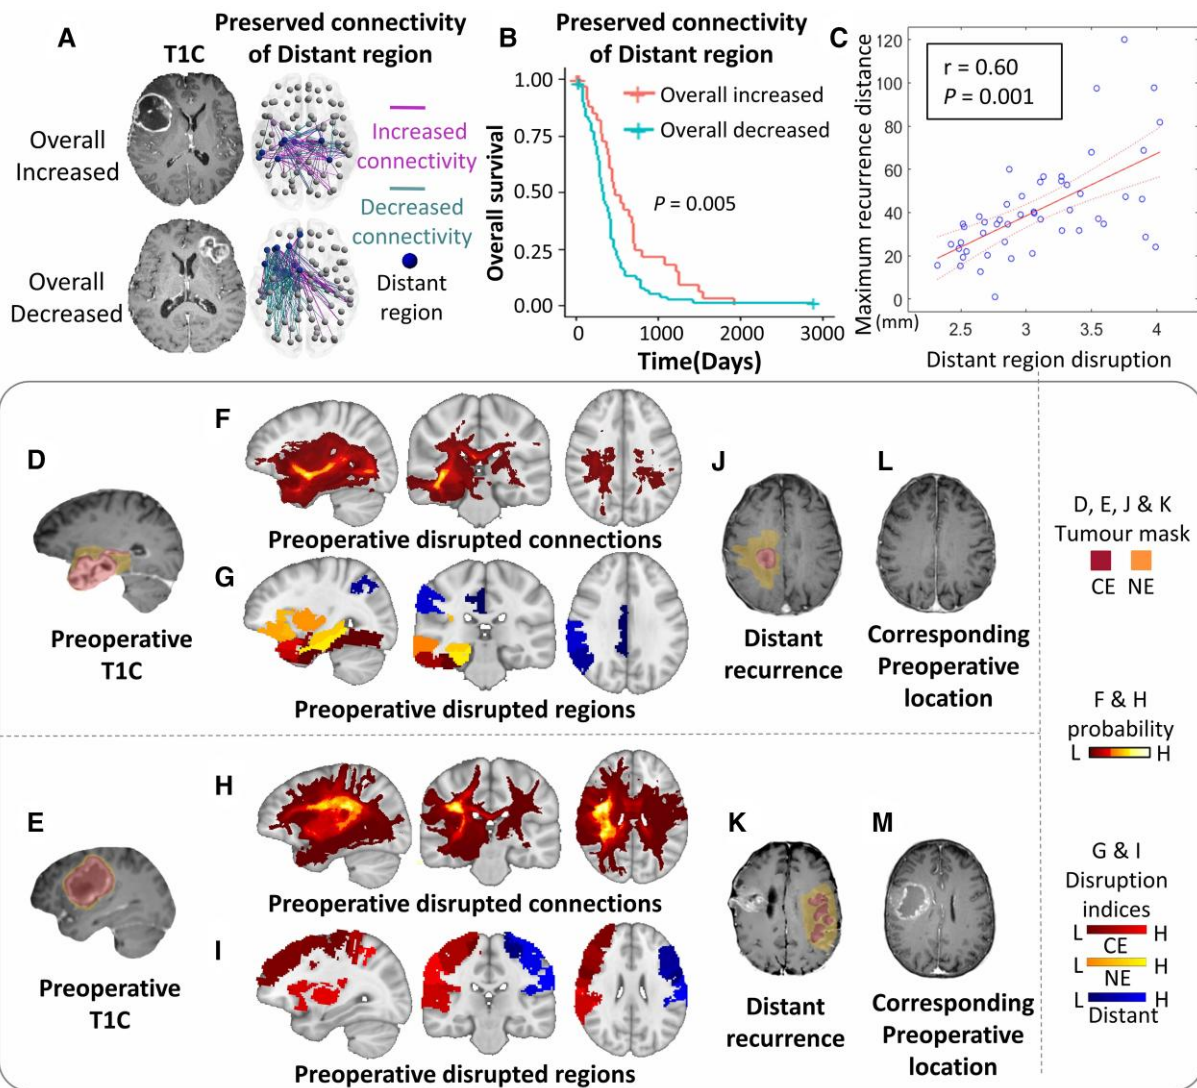 A
T1C
Preserved connectivity
of Distant region
Overall
Increased
Increased
connectivity
Decreased
connectivity
Distant
region
Overall
Decreased
B
Preserved connectivity
of Distant region
Overall survival
1.00
0.75
0.50
0.25
0.00
Overall increased
Overall decreased
P = 0.005
0
1000
2000
3000
Time(Days)
C
Maximum recurrence distance
(mm)
120
100
80
60
40
20
0
r = 0.60
P = 0.001
2.5
3
3.5
4
Distant region disruption
D
Preoperative
T1C
F
Preoperative disrupted connections
G
Preoperative disrupted regions
J
Distant
recurrence
L
Corresponding
Preoperative
location
E
Preoperative
T1C
H
Preoperative disrupted connections
I
Preoperative disrupted regions
K
Distant
recurrence
M
Corresponding
Preoperative
location
D, E, J & K
Tumour mask
CE NE
F & H
probability
L H
G & I
Disruption
indices
L H
CE
L H
NE
L H
Distant